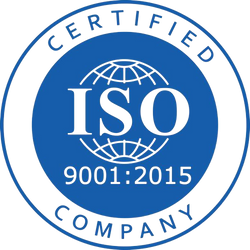 CERTIFIED
ISO
9001:2015
COMPANY